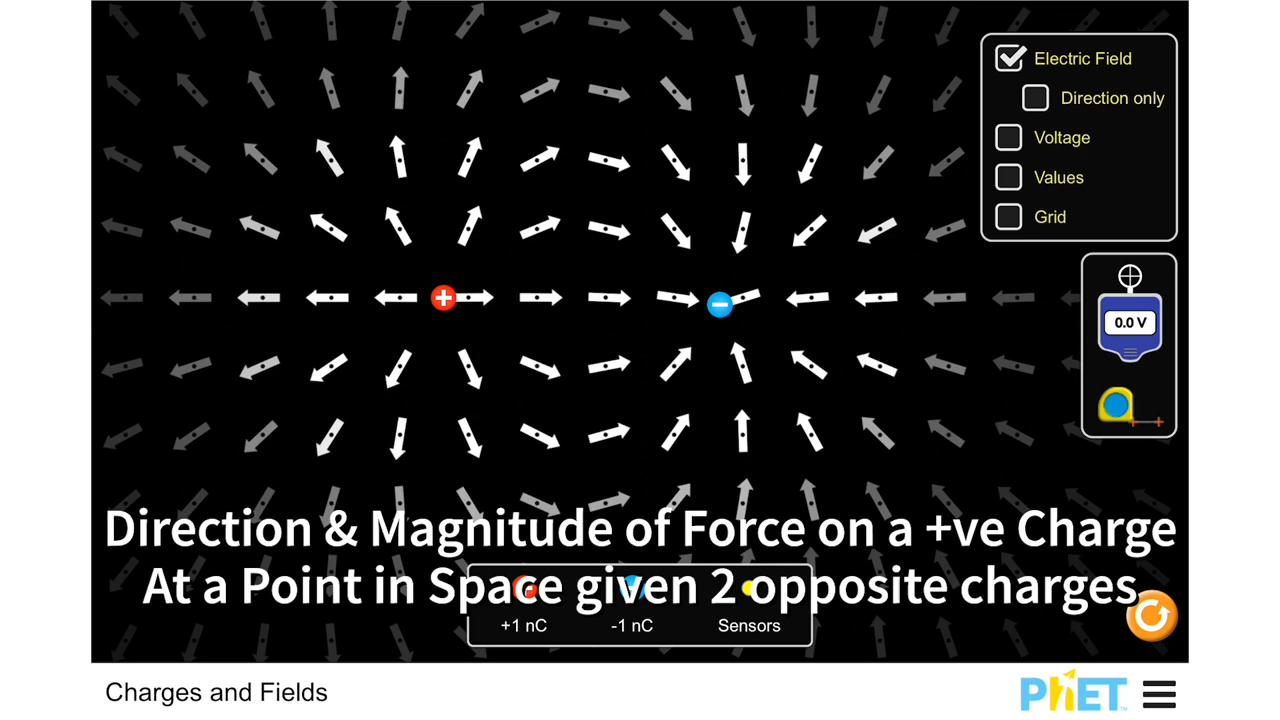 Electric Field
Direction only
Voltage
Values
Grid
0.0 V
Direction & Magnitude of Force on a +ve Charge
At a Point in Space given 2 opposite charges
+1 nC
-1 nC
Sensors
Charges and Fields
PhET